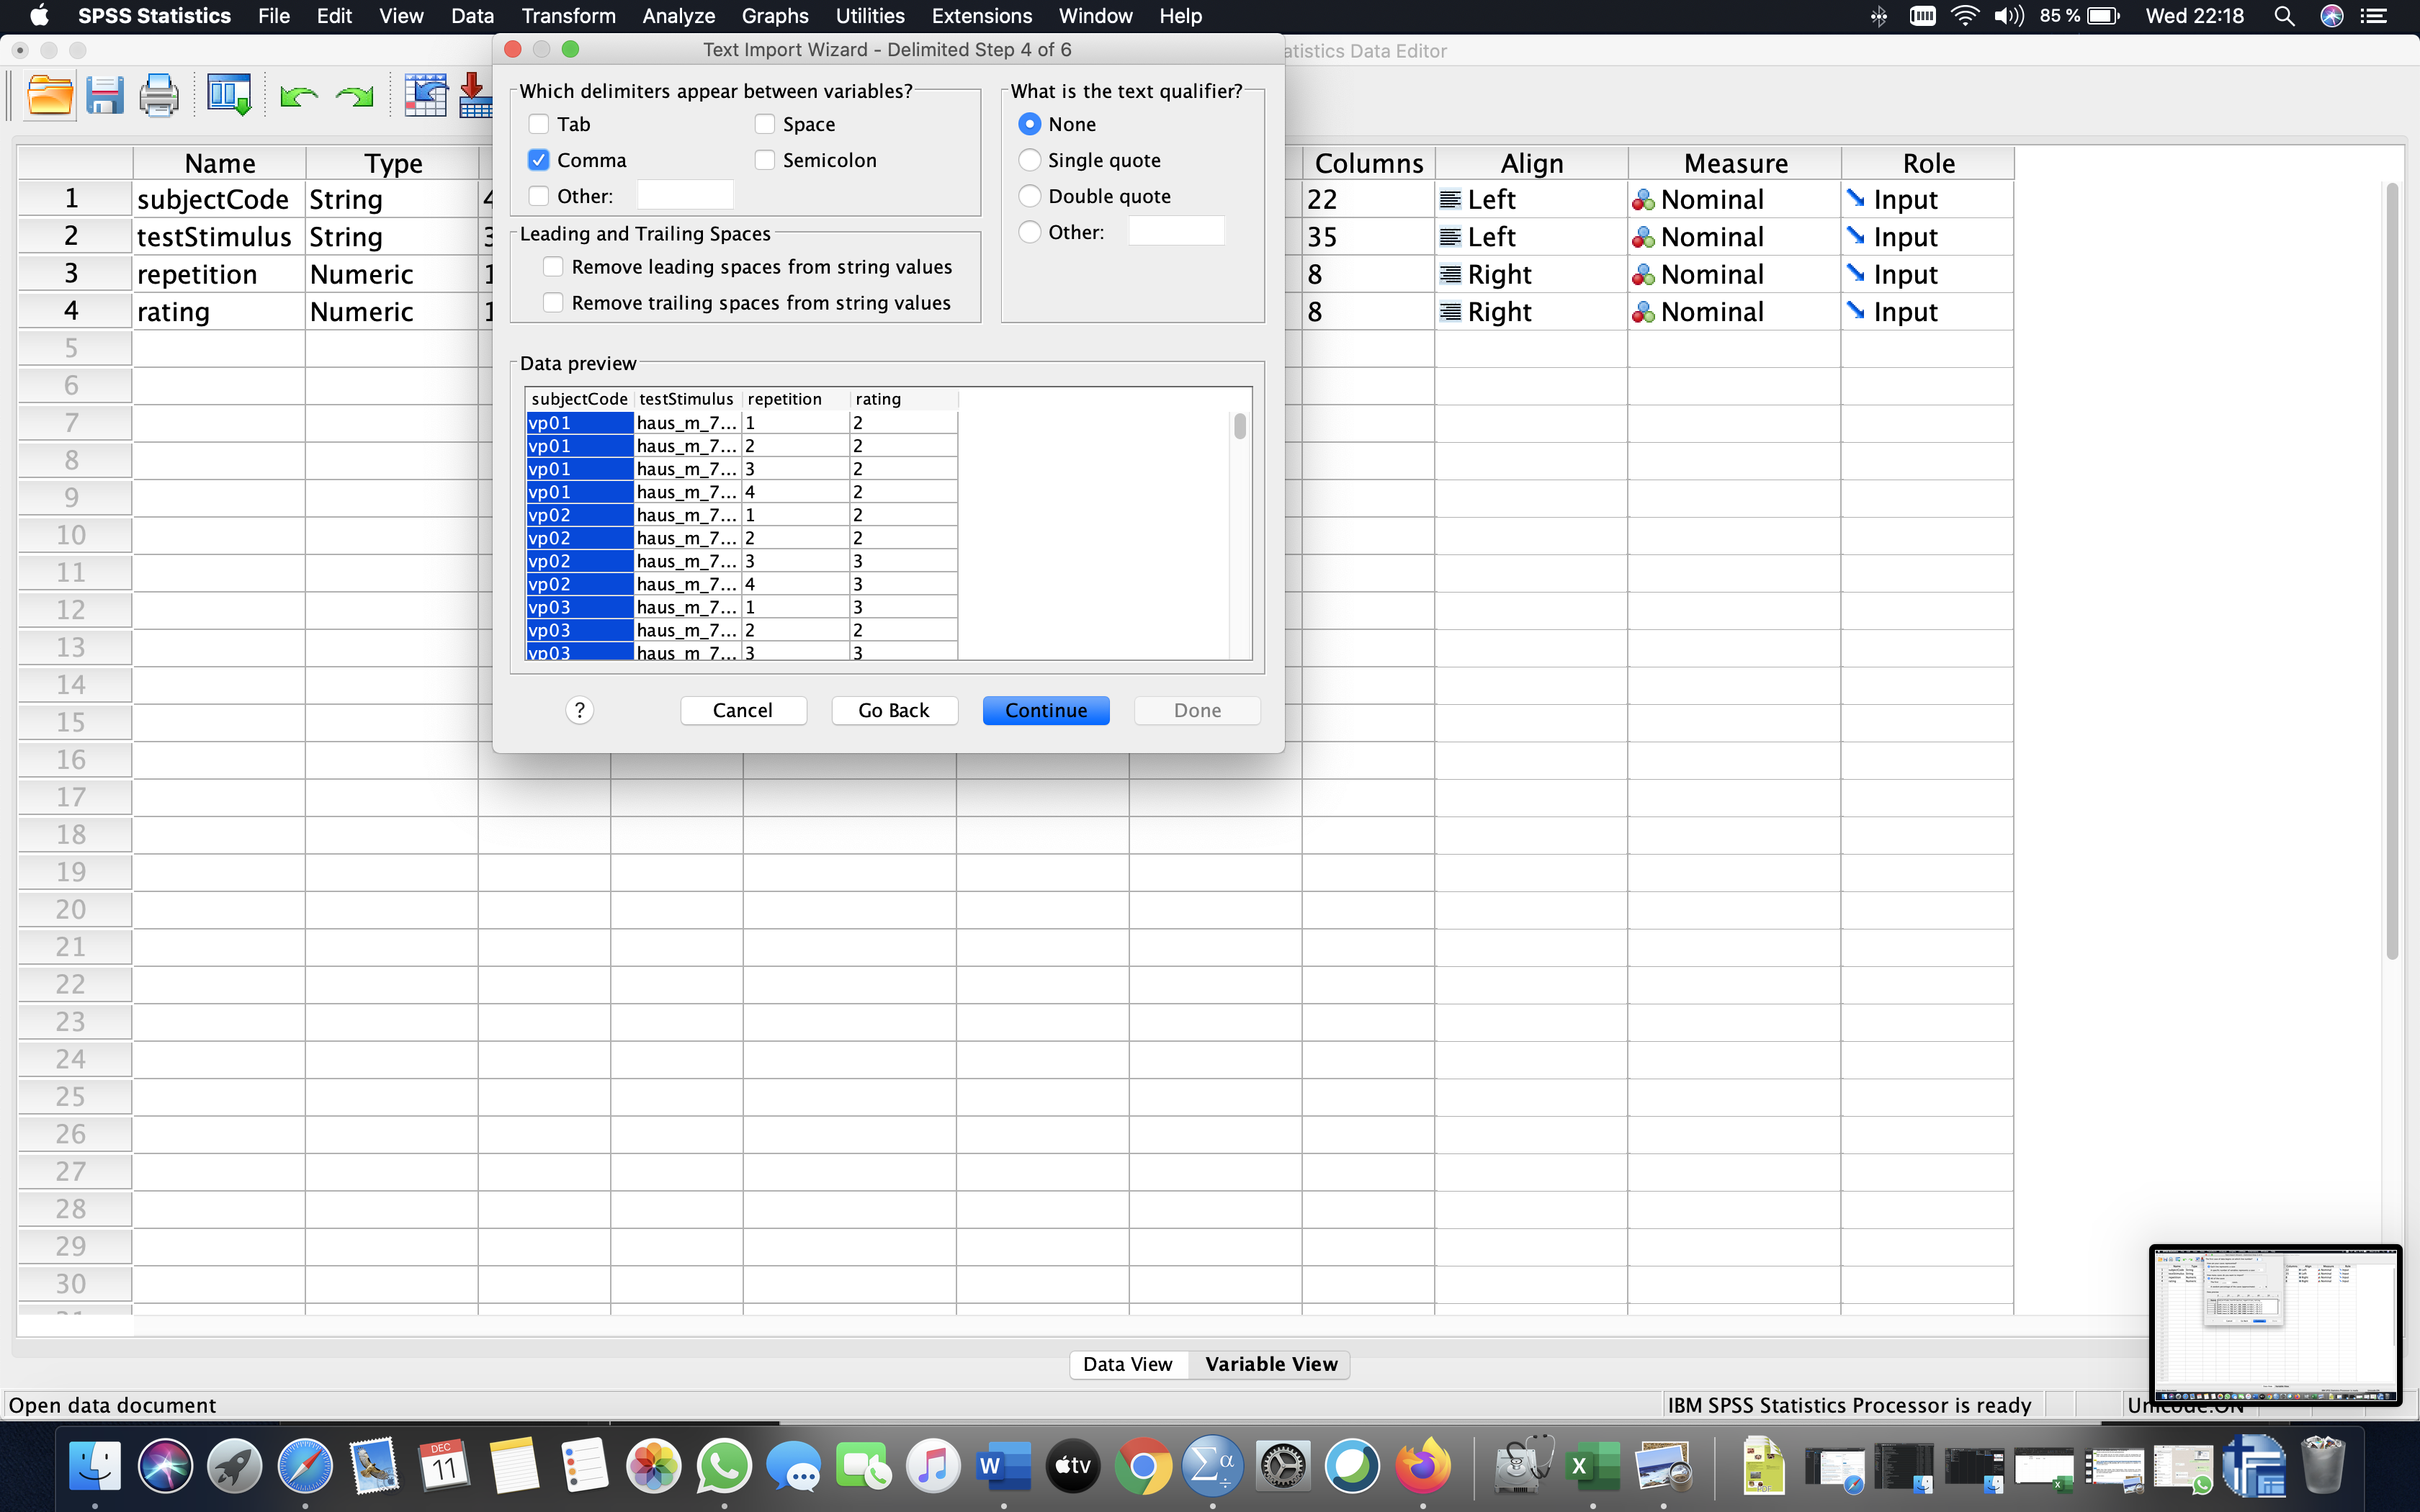 SPSS Statistics File Edit View Data Transform Analyze Graphs Utilities Extensions Window Help 85 % Wed 22:18
Text Import Wizard - Delimited Step 4 of 6
atistics Data Editor
Which delimiters appear between variables?
Tab Space
Comma Semicolon
Other:
Leading and Trailing Spaces
Remove leading spaces from string values
Remove trailing spaces from string values
What is the text qualifier?
None
Single quote
Double quote
Other:
Data preview
subjectCode testStimulus repetition rating
vp01 haus_m_7... 1 2
vp01 haus_m_7... 2 2
vp01 haus_m_7... 3 2
vp01 haus_m_7... 4 2
vp02 haus_m_7... 1 2
vp02 haus_m_7... 2 2
vp02 haus_m_7... 3 3
vp02 haus_m_7... 4 3
vp03 haus_m_7... 1 3
vp03 haus_m_7... 2 2
vp03 haus_m_7... 3 3
? Cancel Go Back Continue Done
Name Type Columns Align Measure Role
1 subjectCode String 4 22 Left Nominal Input
2 testStimulus String 3 35 Left Nominal Input
3 repetition Numeric 1 8 Right Nominal Input
4 rating Numeric 1 8 Right Nominal Input
5
6
7
8
9
10
11
12
13
14
15
16
17
18
19
20
21
22
23
24
25
26
27
28
29
30
31
Data View Variable View
Open data document IBM SPSS Statistics Processor is ready Unicode:ON
DEC
11
W
tv
Σα
X
PDF